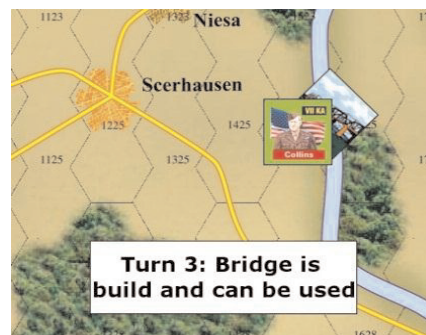 1123
1323
Niesa
Scerhausen
1225
1425
VII KA
Collins
1125
1325
Turn 3: Bridge is
build and can be used
1628